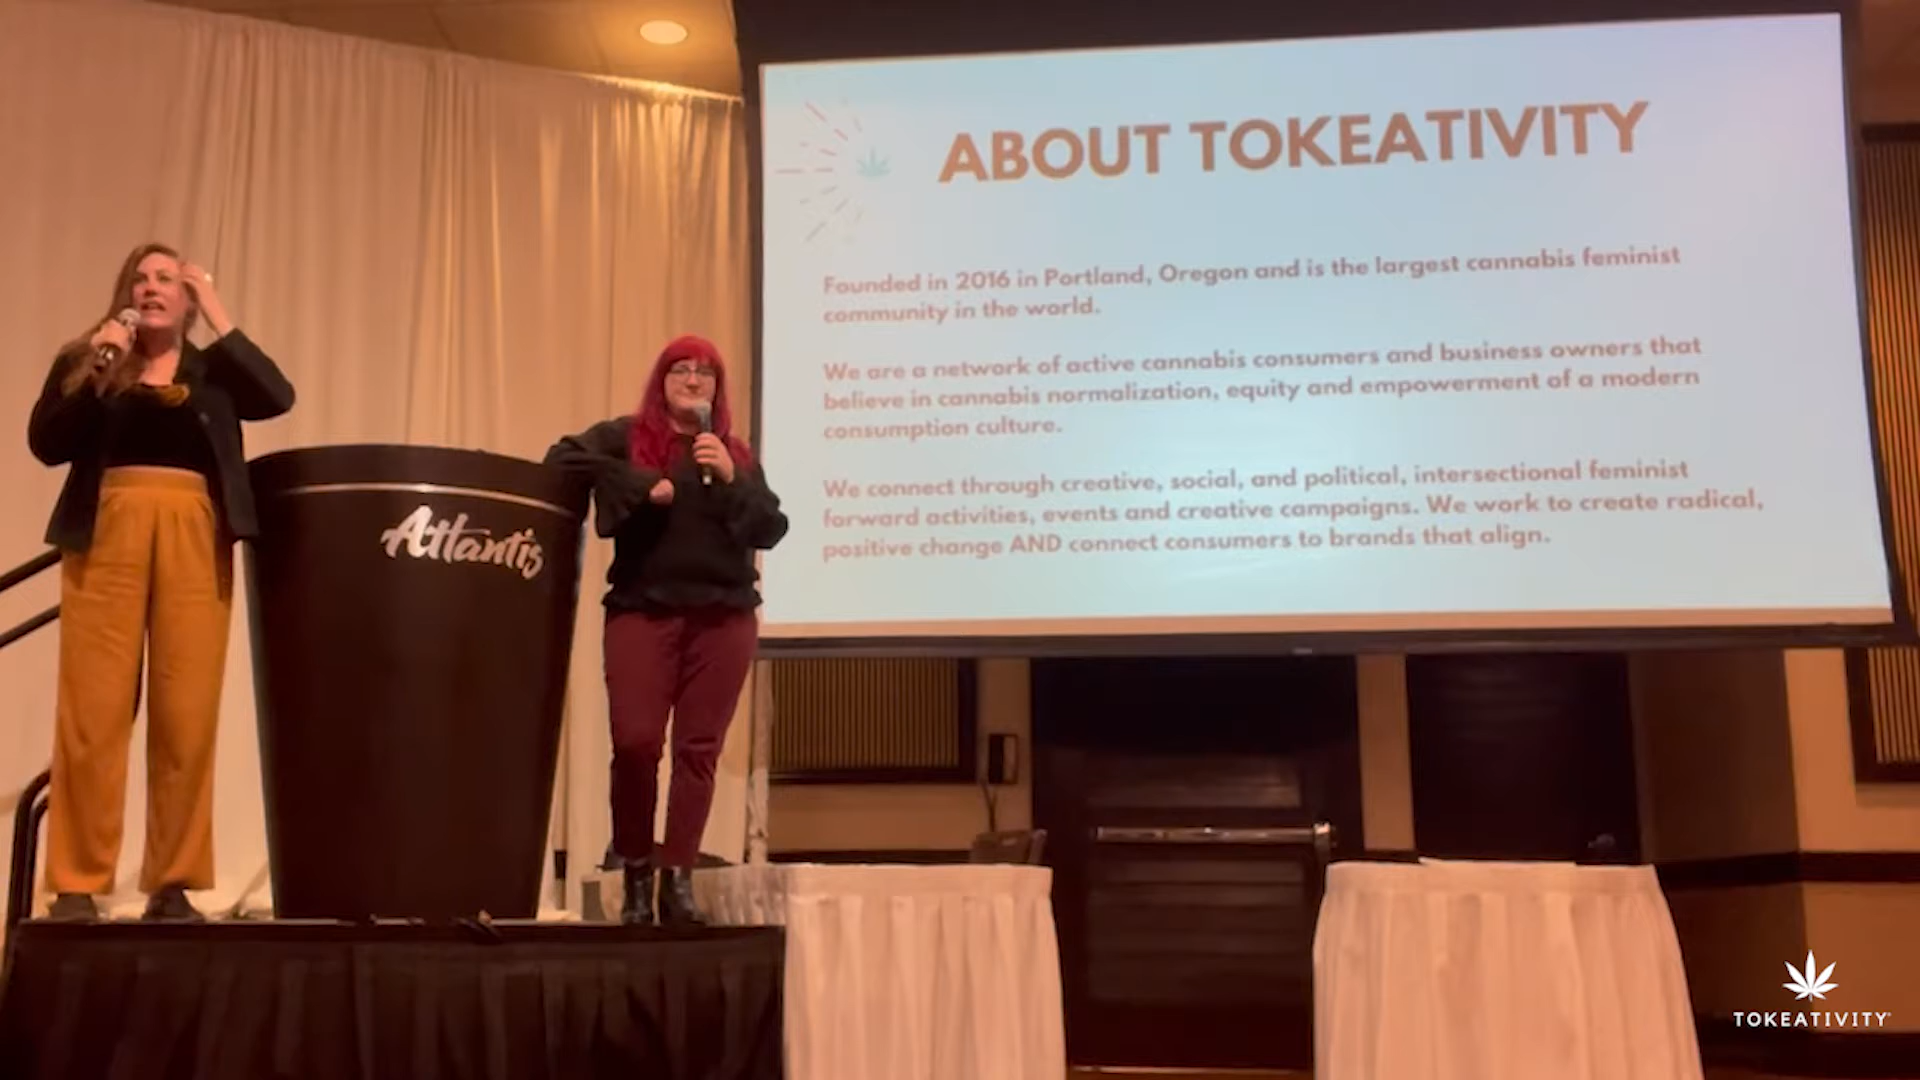 ABOUT TOKEATIVITY
Founded in 2016 in Portland, Oregon and is the largest cannabis feminist
community in the world.
We are a network of active cannabis consumers and business owners that
believe in cannabis normalization, equity and empowerment of a modern
consumption culture.
We connect through creative, social, and political, intersectional feminist
forward activities, events and creative campaigns. We work to create radical,
positive change AND connect consumers to brands that align.
Atlantis
TOKEATIVITY